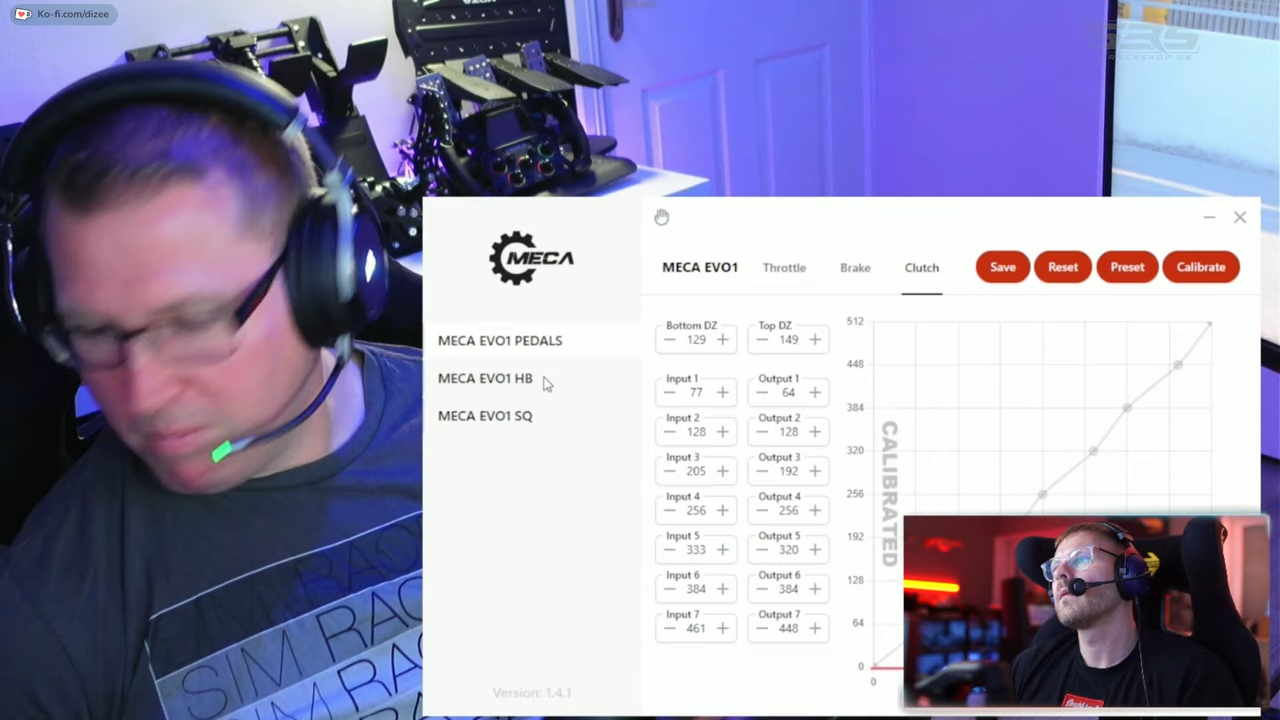 Ko-fi.com/dizee
MECA
MECA EVO1 PEDALS
MECA EVO1 HB
MECA EVO1 SQ
Version: 1.4.1
MECA EVO1
Throttle
Brake
Clutch
Save
Reset
Preset
Calibrate
Bottom DZ
129
Top DZ
149
Input 1
77
Output 1
64
Input 2
128
Output 2
128
Input 3
205
Output 3
192
Input 4
256
Output 4
256
Input 5
333
Output 5
320
Input 6
384
Output 6
384
Input 7
461
Output 7
448
512
448
384
320
256
192
128
64
0
0
CALIBRATED
SIM RAC
SIM RA